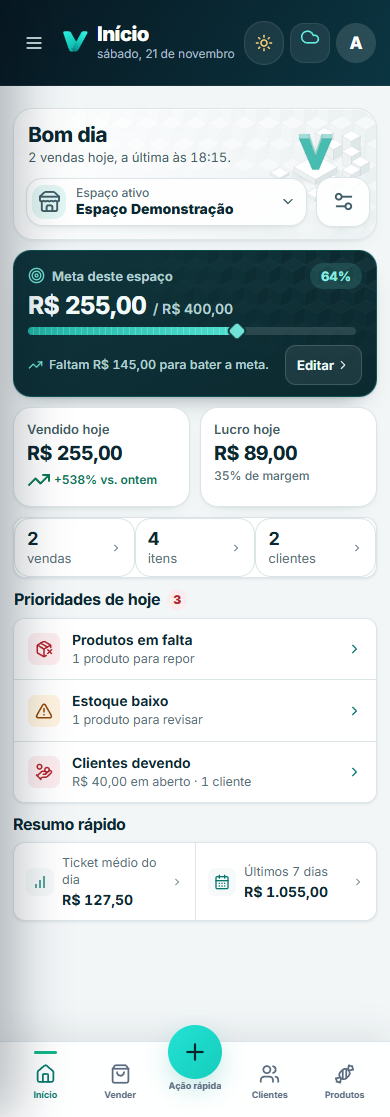 Início
sábado, 21 de novembro
A
Bom dia
2 vendas hoje, a última às 18:15.
Espaço ativo
Espaço Demonstração
Meta deste espaço
64%
R$ 255,00 / R$ 400,00
Faltam R$ 145,00 para bater a meta.
Editar
Vendido hoje
R$ 255,00
+538% vs. ontem
Lucro hoje
R$ 89,00
35% de margem
2
vendas
4
itens
2
clientes
Prioridades de hoje 3
Produtos em falta
1 produto para repor
Estoque baixo
1 produto para revisar
Clientes devendo
R$ 40,00 em aberto · 1 cliente
Resumo rápido
Ticket médio do
dia
R$ 127,50
Últimos 7 dias
R$ 1.055,00
Início
Vender
Ação rápida
Clientes
Produtos